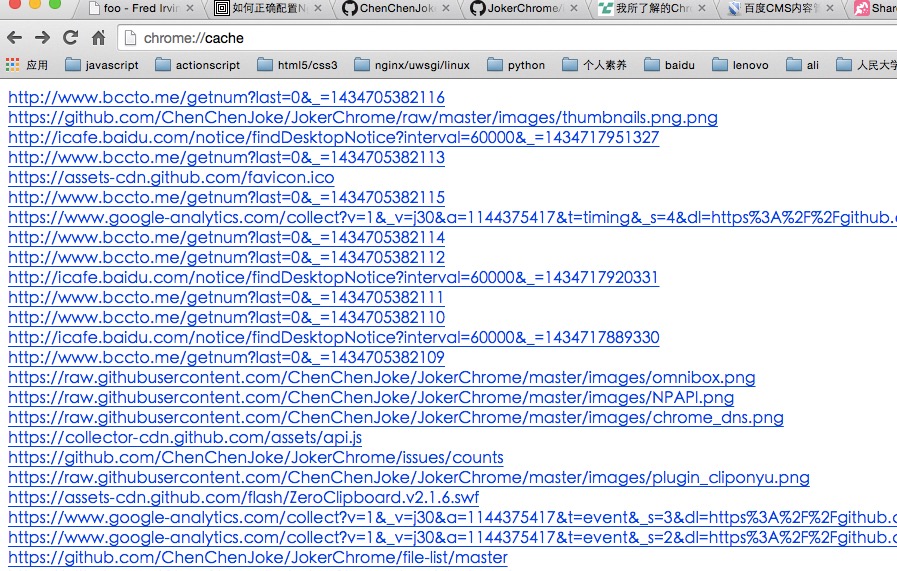 foo - Fred Irvin 如何正确配置N ChenChenJok JokerChrome/ 我所了解的Chr 百度CMS内容管 Share
chrome://cache
应用 javascript actionscript html5/css3 nginx/uwsgi/linux python 个人素养 baidu lenovo ali 人民大学
http://www.bccto.me/getnum?last=0&_=1434705382116
https://github.com/ChenChenJoke/JokerChrome/raw/master/images/thumbnails.png.png
http://icafe.baidu.com/notice/findDesktopNotice?interval=60000&_=1434717951327
http://www.bccto.me/getnum?last=0&_=1434705382113
https://assets-cdn.github.com/favicon.ico
http://www.bccto.me/getnum?last=0&_=1434705382115
https://www.google-analytics.com/collect?v=1&_v=j30&a=1144375417&t=timing&_s=4&dl=https%3A%2F%2Fgithub.c
http://www.bccto.me/getnum?last=0&_=1434705382114
http://www.bccto.me/getnum?last=0&_=1434705382112
http://icafe.baidu.com/notice/findDesktopNotice?interval=60000&_=1434717920331
http://www.bccto.me/getnum?last=0&_=1434705382111
http://www.bccto.me/getnum?last=0&_=1434705382110
http://icafe.baidu.com/notice/findDesktopNotice?interval=60000&_=1434717889330
http://www.bccto.me/getnum?last=0&_=1434705382109
https://raw.githubusercontent.com/ChenChenJoke/JokerChrome/master/images/omnibox.png
https://raw.githubusercontent.com/ChenChenJoke/JokerChrome/master/images/NPAPI.png
https://raw.githubusercontent.com/ChenChenJoke/JokerChrome/master/images/chrome_dns.png
https://collector-cdn.github.com/assets/api.js
https://github.com/ChenChenJoke/JokerChrome/issues/counts
https://raw.githubusercontent.com/ChenChenJoke/JokerChrome/master/images/plugin_cliponyu.png
https://assets-cdn.github.com/flash/ZeroClipboard.v2.1.6.swf
https://www.google-analytics.com/collect?v=1&_v=j30&a=1144375417&t=event&_s=3&dl=https%3A%2F%2Fgithub.c
https://www.google-analytics.com/collect?v=1&_v=j30&a=1144375417&t=event&_s=2&dl=https%3A%2F%2Fgithub.c
https://github.com/ChenChenJoke/JokerChrome/file-list/master